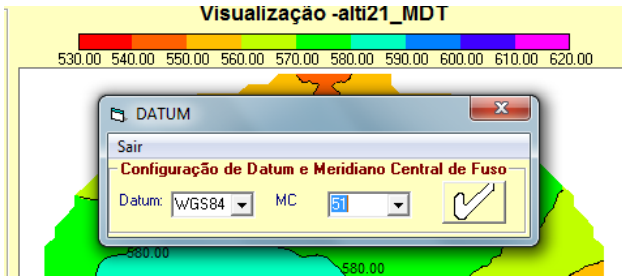 Visualização -alti21_MDT
530.00 540.00 550.00 560.00 570.00 580.00 590.00 600.00 610.00 620.00
DATUM
Sair
Configuração de Datum e Meridiano Central de Fuso
Datum: WGS84 MC 51
580.00
580.00